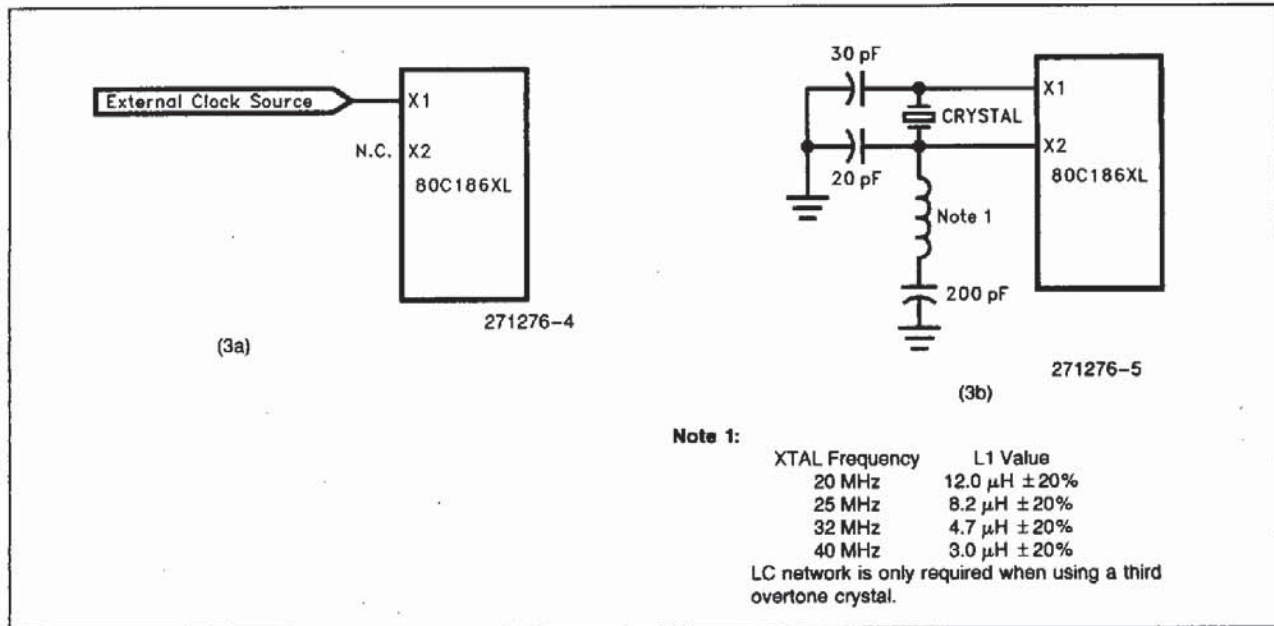 External Clock Source
X1
N.C.
X2
80C186XL
271276-4
(3a)
30 pF
X1
CRYSTAL
X2
20 pF
80C186XL
Note 1
200 pF
271276-5
(3b)
Note 1:
XTAL Frequency L1 Value
20 MHz 12.0 µH ±20%
25 MHz 8.2 µH ±20%
32 MHz 4.7 µH ±20%
40 MHz 3.0 µH ±20%
LC network is only required when using a third
overtone crystal.